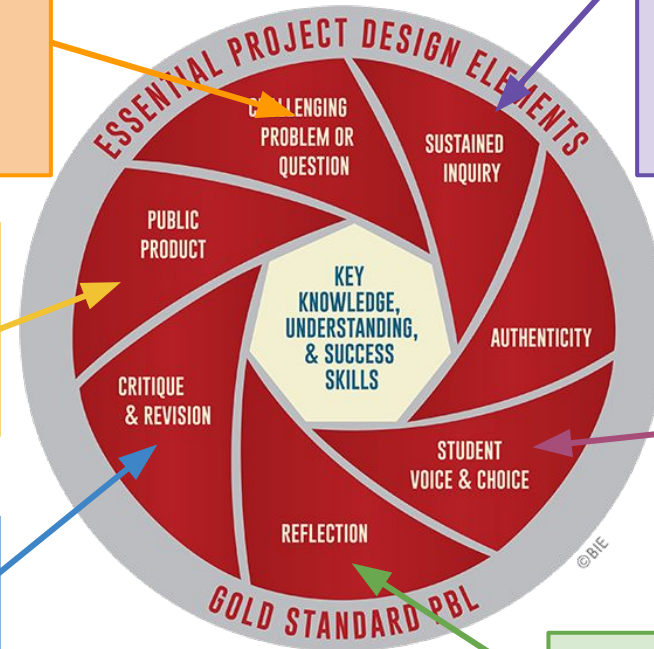 ESSENTIAL PROJECT DESIGN ELEMENTS
CHALLENGING
PROBLEM OR
QUESTION
SUSTAINED
INQUIRY
AUTHENTICITY
STUDENT
VOICE & CHOICE
REFLECTION
CRITIQUE
& REVISION
PUBLIC
PRODUCT
KEY
KNOWLEDGE,
UNDERSTANDING,
& SUCCESS
SKILLS
GOLD STANDARD PBL
©BIE